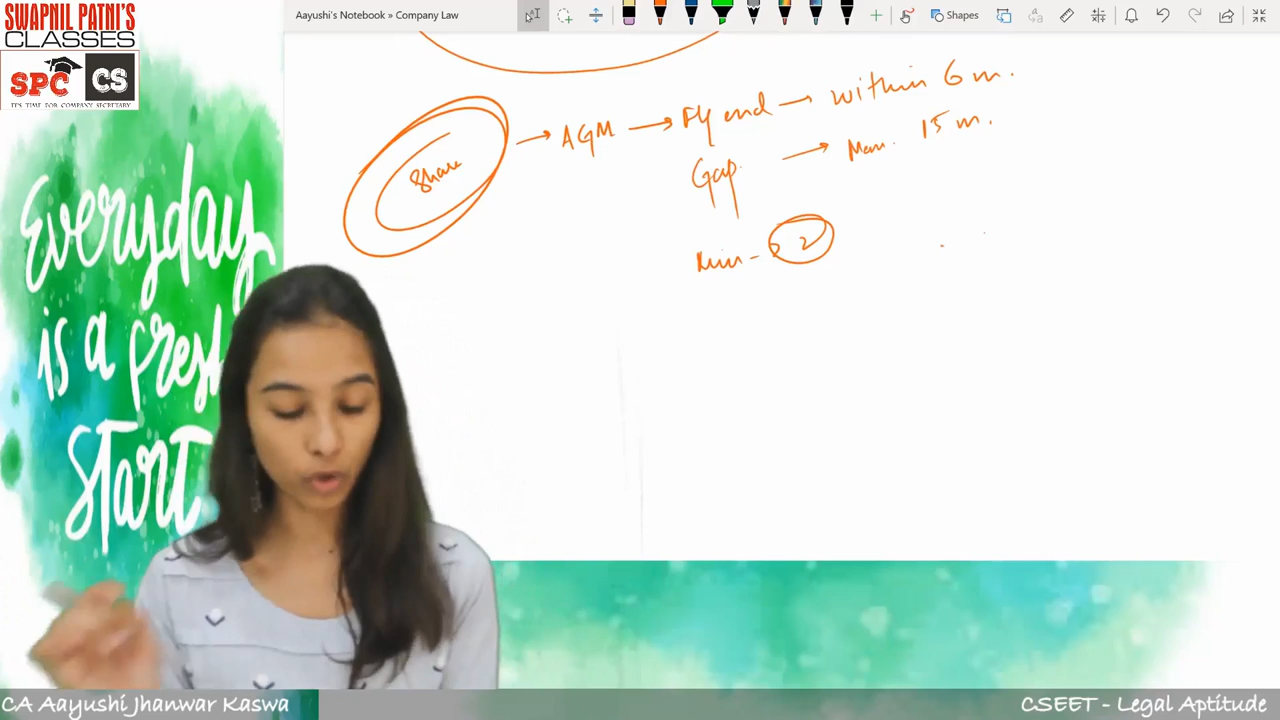 SWAPNIL PATNI'S
CLASSES
SPC CS
IT'S TIME FOR COMPANY SECRETARY
Aayushi's Notebook » Company Law
Shapes
Share → AGM → FY end → within 6 m.
Gap → Max. 15 m.
Min - 2
Everyday
is a fresh
Start
CA Aayushi Jhanwar Kaswa
CSEET - Legal Aptitude